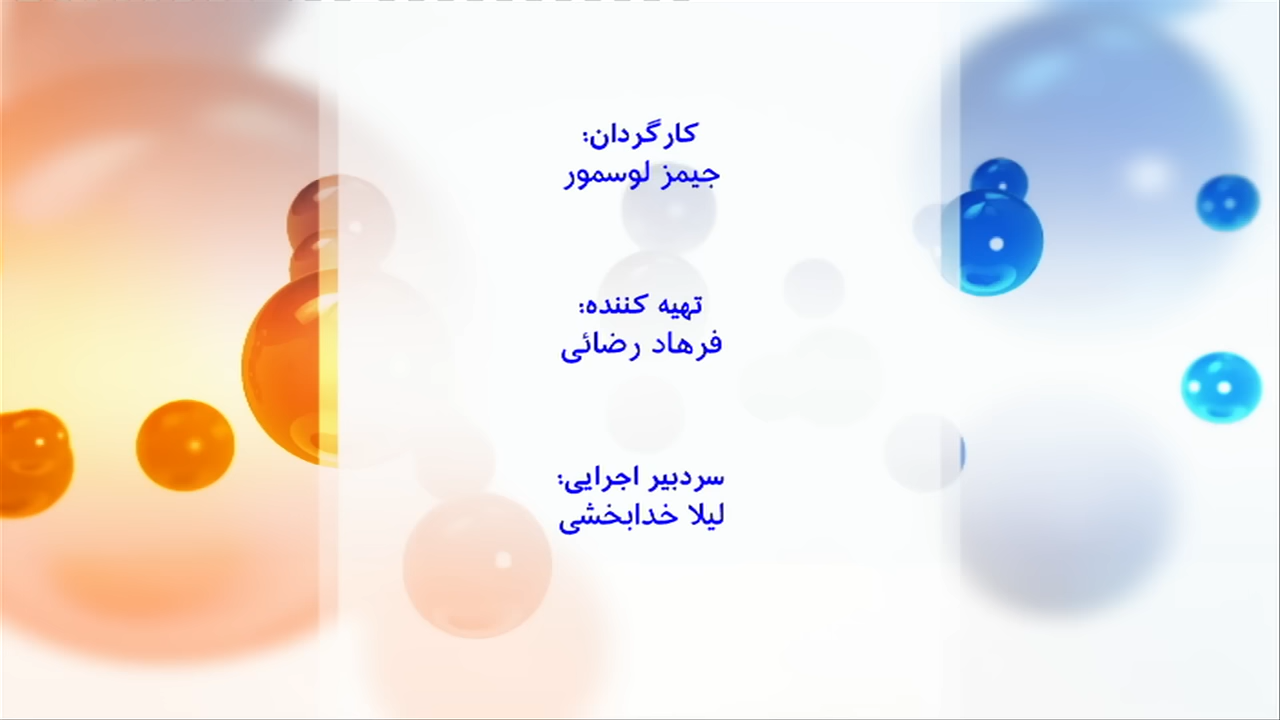 کارگردان:
جیمز لوسمور
تهیه کننده:
فرهاد رضائی
سردبیر اجرایی:
لیلا خدابخشی